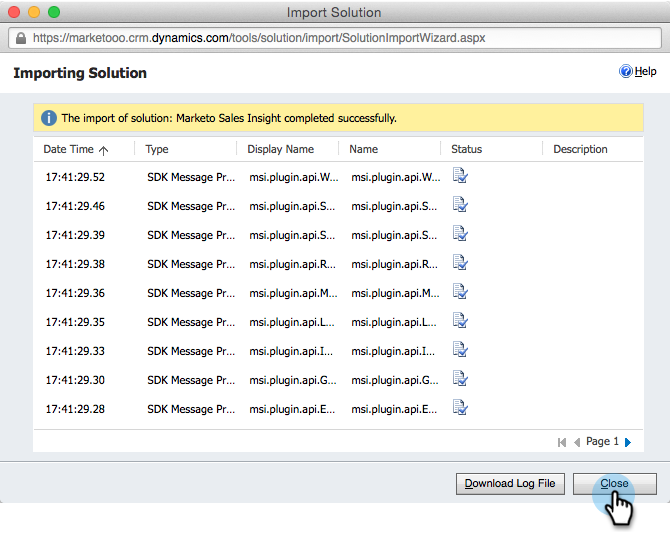 Import Solution
https://marketooo.crm.dynamics.com/tools/solution/import/SolutionImportWizard.aspx
Importing Solution
Help
The import of solution: Marketo Sales Insight completed successfully.
Date Time Type Display Name Name Status Description
17:41:29.52 SDK Message Pr... msi.plugin.api.W... msi.plugin.api.W...
17:41:29.46 SDK Message Pr... msi.plugin.api.S... msi.plugin.api.S...
17:41:29.39 SDK Message Pr... msi.plugin.api.S... msi.plugin.api.S...
17:41:29.38 SDK Message Pr... msi.plugin.api.R... msi.plugin.api.R...
17:41:29.36 SDK Message Pr... msi.plugin.api.M... msi.plugin.api.M...
17:41:29.35 SDK Message Pr... msi.plugin.api.L... msi.plugin.api.L...
17:41:29.33 SDK Message Pr... msi.plugin.api.I... msi.plugin.api.I...
17:41:29.30 SDK Message Pr... msi.plugin.api.G... msi.plugin.api.G...
17:41:29.28 SDK Message Pr... msi.plugin.api.E... msi.plugin.api.E...
Page 1
Download Log File Close